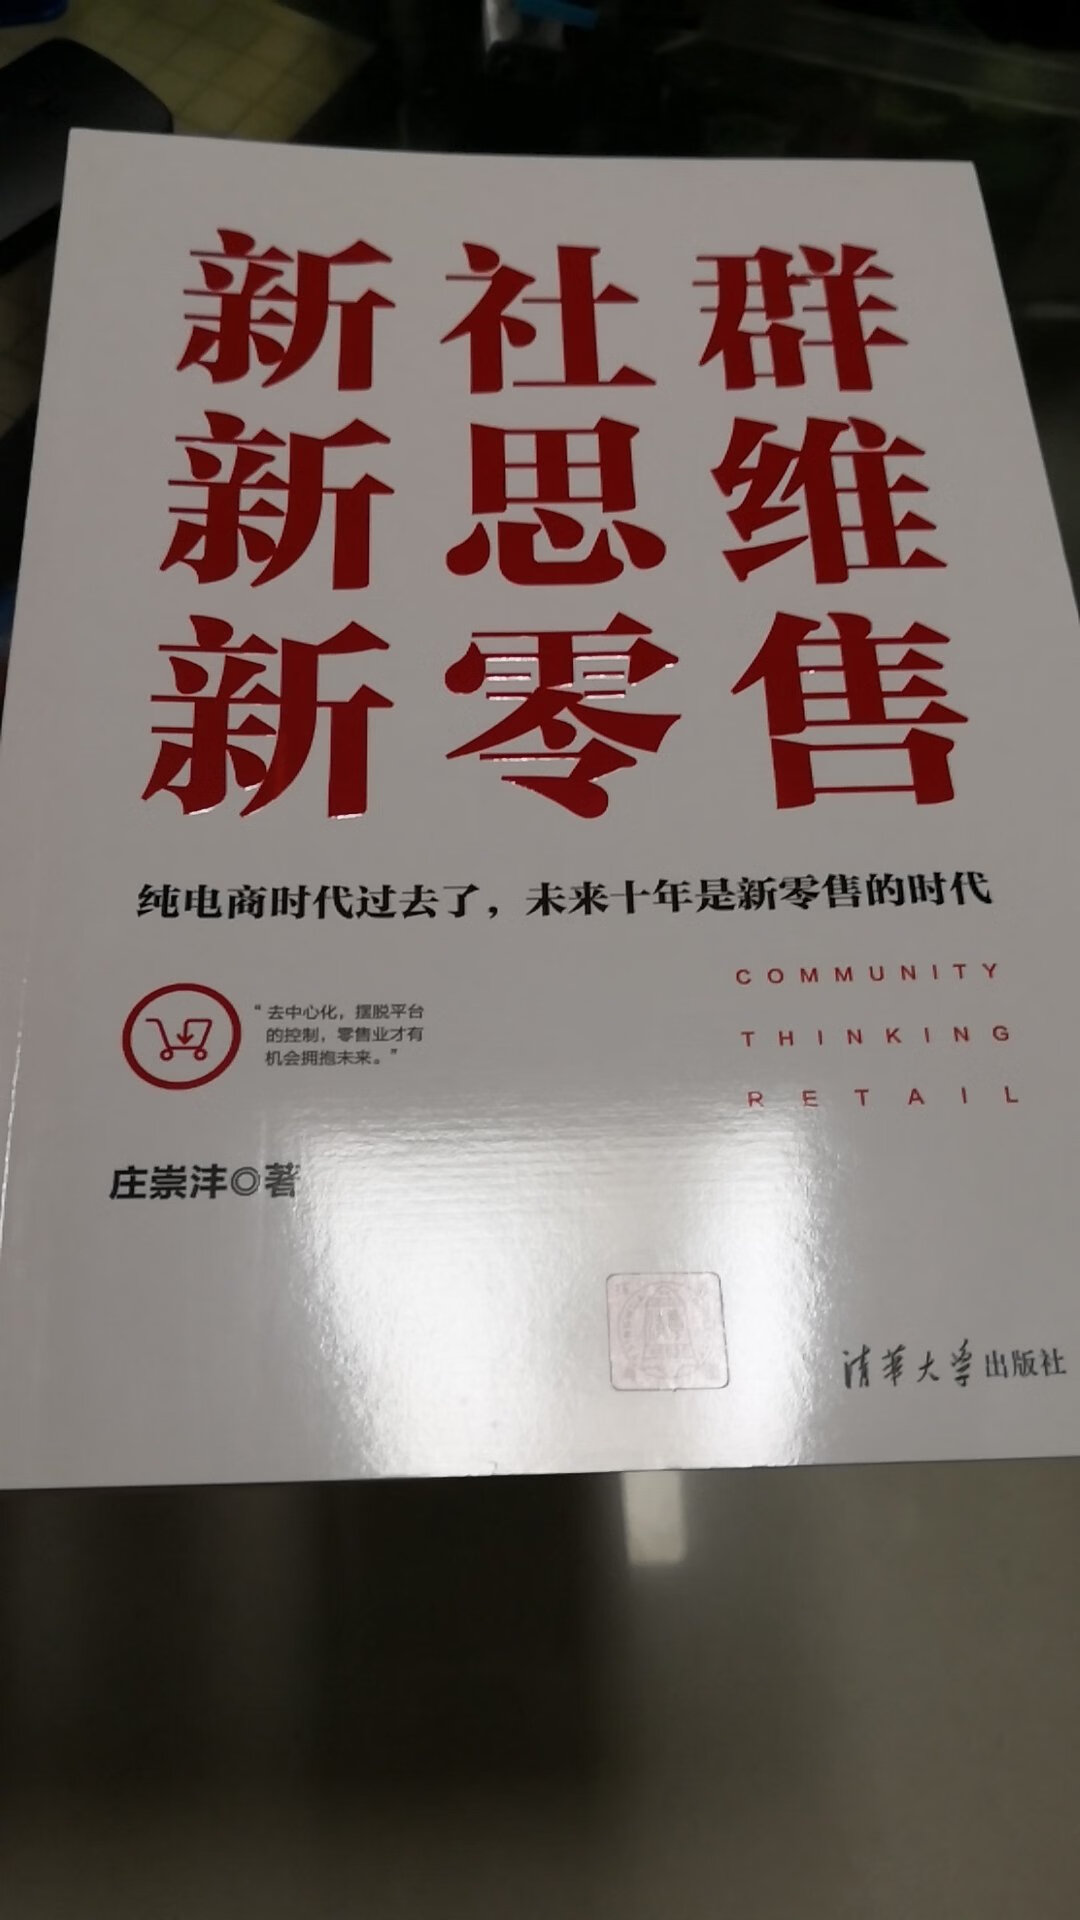 新社群
新思维
新零售
纯电商时代过去了，未来十年是新零售的时代
“去中心化，摆脱平台
的控制，零售业才有
机会拥抱未来。”
COMMUNITY
THINKING
RETAIL
庄崇沣◎著
清华大学出版社